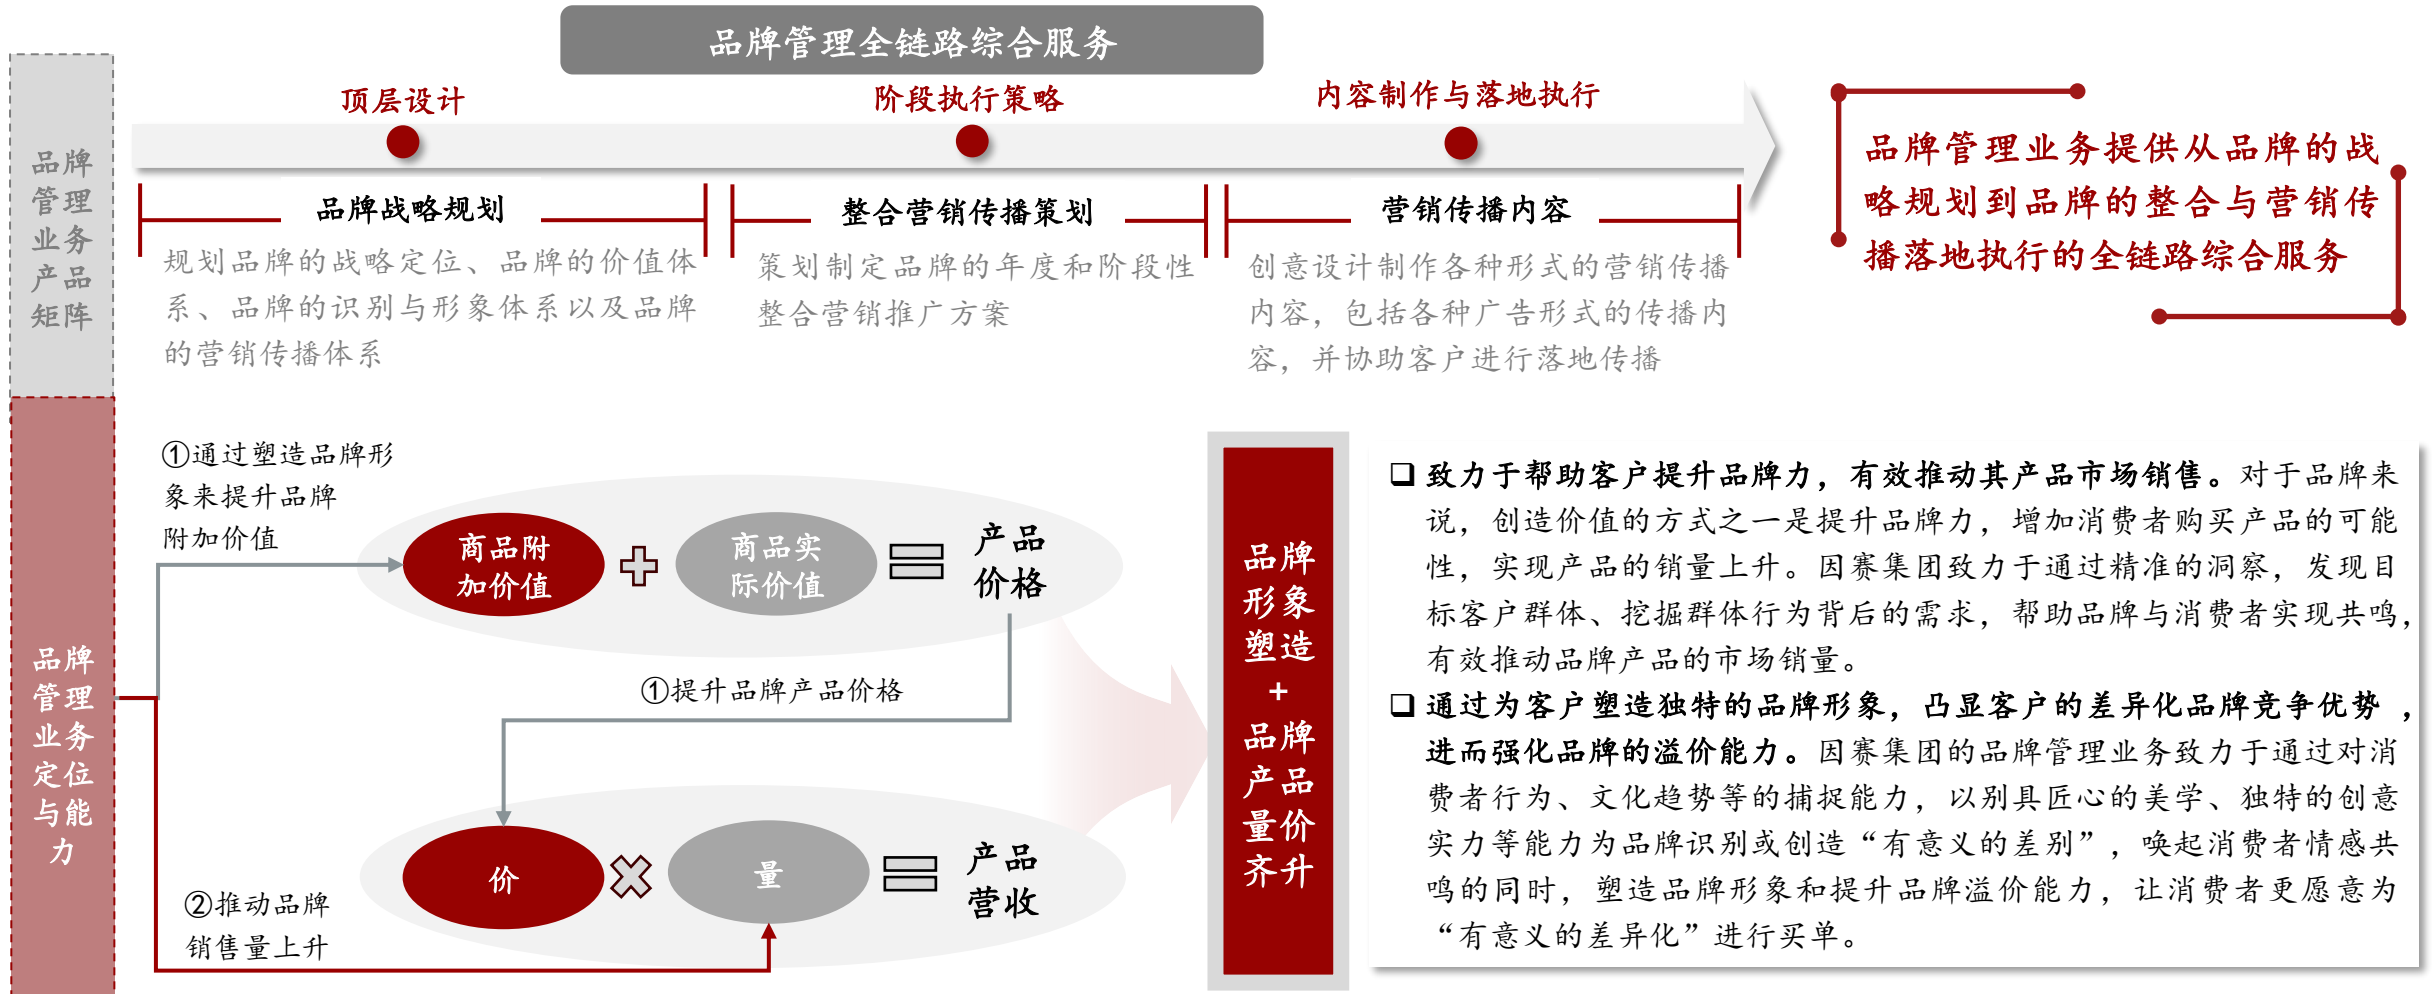 品牌管理全链路综合服务
顶层设计
阶段执行策略
内容制作与落地执行
品牌
管理
业务
产品
矩阵
品牌战略规划
规划品牌的战略定位、品牌的价值体
系、品牌的识别与形象体系以及品牌
的营销传播体系
整合营销传播策划
策划制定品牌的年度和阶段性
整合营销推广方案
营销传播内容
创意设计制作各种形式的营销传播
内容，包括各种广告形式的传播内
容，并协助客户进行落地传播
品牌管理业务提供从品牌的战
略规划到品牌的整合与营销传
播落地执行的全链路综合服务
品牌
管理
业务
定位
与能
力
①通过塑造品牌形
象来提升品牌
附加价值
商品附
加价值
商品实
际价值
产品
价格
①提升品牌产品价格
价
量
产品
营收
②推动品牌
销售量上升
品牌
形象
塑造
+
品牌
产品
量价
齐升
❑ 致力于帮助客户提升品牌力，有效推动其产品市场销售。对于品牌来
说，创造价值的方式之一是提升品牌力，增加消费者购买产品的可能
性，实现产品的销量上升。因赛集团致力于通过精准的洞察，发现目
标客户群体、挖掘群体行为背后的需求，帮助品牌与消费者实现共鸣，
有效推动品牌产品的市场销量。
❑ 通过为客户塑造独特的品牌形象，凸显客户的差异化品牌竞争优势，
进而强化品牌的溢价能力。因赛集团的品牌管理业务致力于通过对消
费者行为、文化趋势等的捕捉能力，以别具匠心的美学、独特的创意
实力等能力为品牌识别或创造“有意义的差别”，唤起消费者情感共
鸣的同时，塑造品牌形象和提升品牌溢价能力，让消费者更愿意为
“有意义的差异化”进行买单。